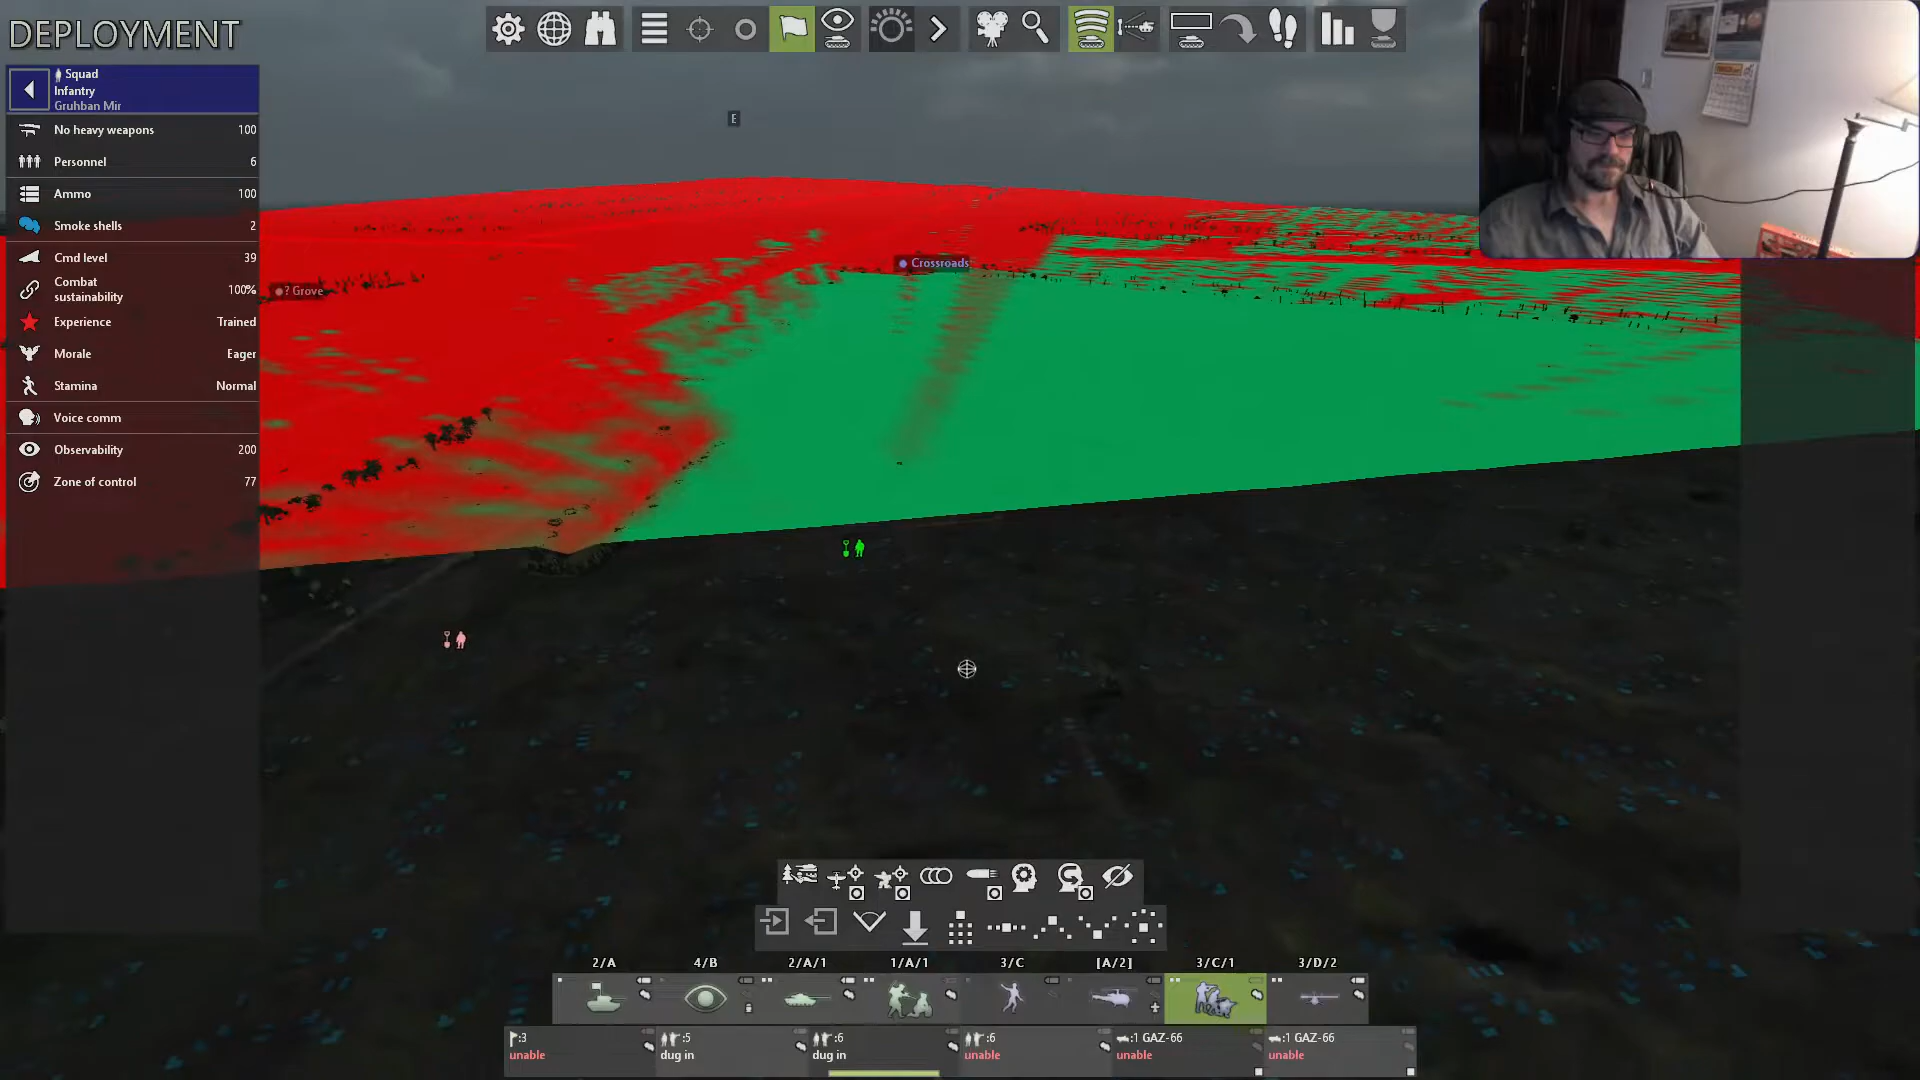 DEPLOYMENT
Squad
Infantry
Gruhban Mir
No heavy weapons 100
Personnel 6
Ammo 100
Smoke shells 2
Cmd level 39
Combat sustainability 100%
Experience Trained
Morale Eager
Stamina Normal
Voice comm
Observability 200
Zone of control 77
E
Crossroads
? Grove
2/A 4/B 2/A/1 1/A/1 3/C [A/2] 3/C/1 3/D/2
:3 :5 :6 :6 :1 GAZ-66 :1 GAZ-66
unable dug in dug in unable unable unable